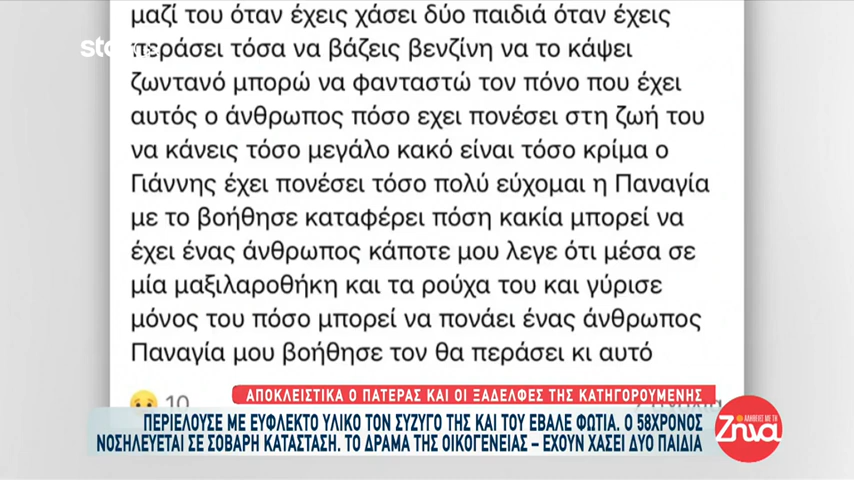 μαζί του όταν έχεις χάσει δύο παιδιά όταν έχεις
περάσει τόσα να βάζεις βενζίνη να το κάψει
ζωντανό μπορώ να φανταστώ τον πόνο που έχει
αυτός ο άνθρωπος πόσο εχει πονέσει στη ζωή του
να κάνεις τόσο μεγάλο κακό είναι τόσο κρίμα ο
Γιάννης έχει πονέσει τόσο πολύ εύχομαι η Παναγία
με το βοήθησε καταφέρει πόση κακία μπορεί να
έχει ένας άνθρωπος κάποτε μου λεγε ότι μέσα σε
μία μαξιλαροθήκη και τα ρούχα του και γύρισε
μόνος του πόσο μπορεί να πονάει ένας άνθρωπος
Παναγία μου βοήθησε τον θα περάσει κι αυτό
10
ΑΠΟΚΛΕΙΣΤΙΚΑ Ο ΠΑΤΕΡΑΣ ΚΑΙ ΟΙ ΞΑΔΕΛΦΕΣ ΤΗΣ ΚΑΤΗΓΟΡΟΥΜΕΝΗΣ
ΠΕΡΙΕΛΟΥΣΕ ΜΕ ΕΥΦΛΕΚΤΟ ΥΛΙΚΟ ΤΟΝ ΣΥΖΥΓΟ ΤΗΣ ΚΑΙ ΤΟΥ ΕΒΑΛΕ ΦΩΤΙΑ. Ο 58ΧΡΟΝΟΣ
ΝΟΣΗΛΕΥΕΤΑΙ ΣΕ ΣΟΒΑΡΗ ΚΑΤΑΣΤΑΣΗ. ΤΟ ΔΡΑΜΑ ΤΗΣ ΟΙΚΟΓΕΝΕΙΑΣ – ΕΧΟΥΝ ΧΑΣΕΙ ΔΥΟ ΠΑΙΔΙΑ
ΑΛΗΘΕΙΕΣ ΜΕ ΤΗ
Ζήνα